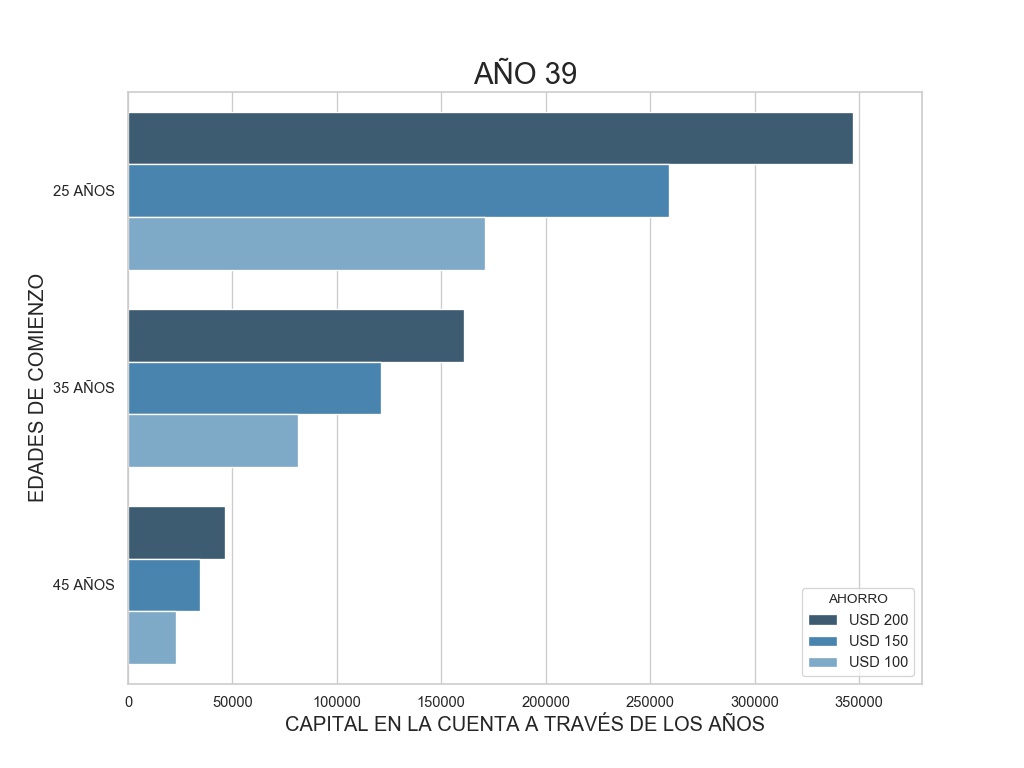 AÑO 39
EDADES DE COMIENZO
25 AÑOS
35 AÑOS
45 AÑOS
AHORRO
USD 200
USD 150
USD 100
0 50000 100000 150000 200000 250000 300000 350000
CAPITAL EN LA CUENTA A TRAVÉS DE LOS AÑOS